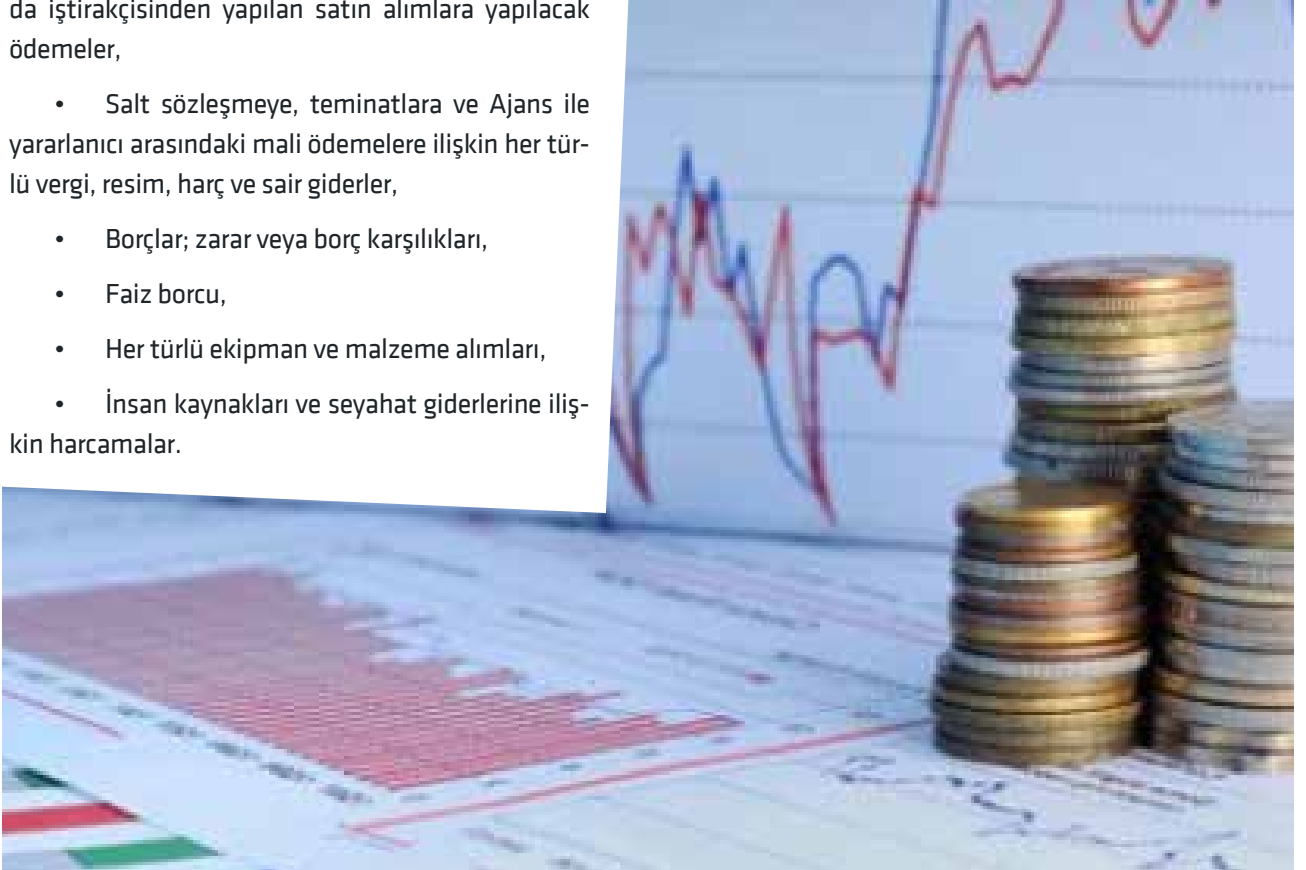 da iştirakçisinden yapılan satın alımlara yapılacak
ödemeler,
• Salt sözleşmeye, teminatlara ve Ajans ile
yararlanıcı arasındaki mali ödemelere ilişkin her tür-
lü vergi, resim, harç ve sair giderler,
• Borçlar; zarar veya borç karşılıkları,
• Faiz borcu,
• Her türlü ekipman ve malzeme alımları,
• İnsan kaynakları ve seyahat giderlerine iliş-
kin harcamalar.